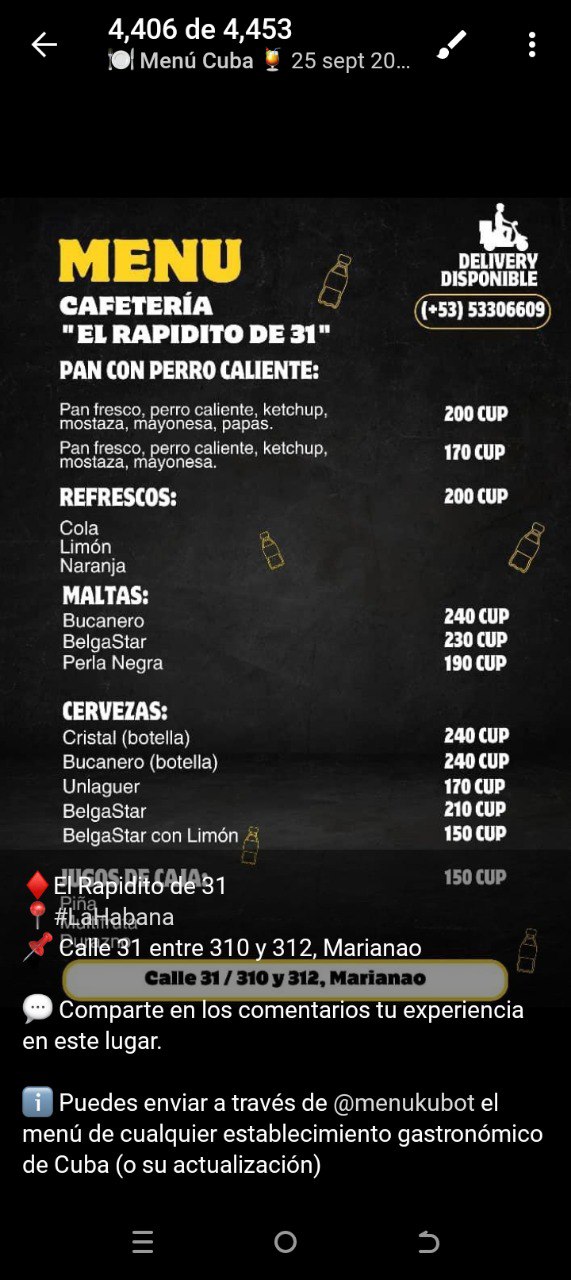 4,406 de 4,453
🍽 Menú Cuba 🍹 25 sept 20...
DELIVERY
DISPONIBLE
(+53) 53306609
MENU
CAFETERÍA
"EL RAPIDITO DE 31"
PAN CON PERRO CALIENTE:
Pan fresco, perro caliente, ketchup,
mostaza, mayonesa, papas. 200 CUP
Pan fresco, perro caliente, ketchup,
mostaza, mayonesa. 170 CUP
REFRESCOS: 200 CUP
Cola
Limón
Naranja
MALTAS:
Bucanero 240 CUP
BelgaStar 230 CUP
Perla Negra 190 CUP
CERVEZAS:
Cristal (botella) 240 CUP
Bucanero (botella) 240 CUP
Unlaguer 170 CUP
BelgaStar 210 CUP
BelgaStar con Limón 150 CUP
JUGOS DE CAJA: 150 CUP
Piña
Multifruta
Durazno
Calle 31 / 310 y 312, Marianao
♦️El Rapidito de 31
📍 #LaHabana
📌 Calle 31 entre 310 y 312, Marianao
💬 Comparte en los comentarios tu experiencia
en este lugar.
ℹ️ Puedes enviar a través de @menukubot el
menú de cualquier establecimiento gastronómico
de Cuba (o su actualización)